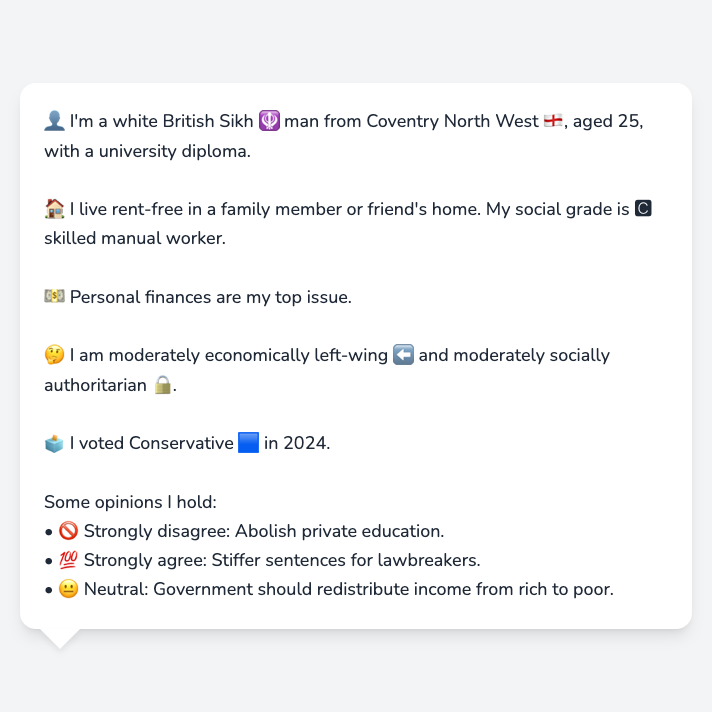 👤 I'm a white British Sikh 🪯 man from Coventry North West 🏴󠁧󠁢󠁥󠁮󠁧󠁿, aged 25,
with a university diploma.
🏠 I live rent-free in a family member or friend's home. My social grade is 🅲
skilled manual worker.
💵 Personal finances are my top issue.
🤔 I am moderately economically left-wing ⬅️ and moderately socially
authoritarian 🔒.
🗳️ I voted Conservative 🟦 in 2024.
Some opinions I hold:
• 🚫 Strongly disagree: Abolish private education.
• 💯 Strongly agree: Stiffer sentences for lawbreakers.
• 😐 Neutral: Government should redistribute income from rich to poor.